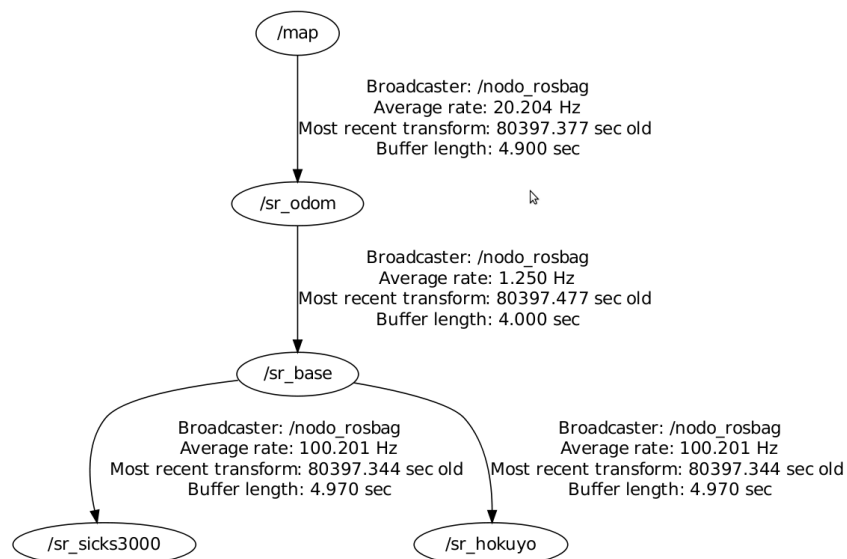 /map
Broadcaster: /nodo_rosbag
Average rate: 20.204 Hz
Most recent transform: 80397.377 sec old
Buffer length: 4.900 sec
/sr_odom
Broadcaster: /nodo_rosbag
Average rate: 1.250 Hz
Most recent transform: 80397.477 sec old
Buffer length: 4.000 sec
/sr_base
Broadcaster: /nodo_rosbag
Average rate: 100.201 Hz
Most recent transform: 80397.344 sec old
Buffer length: 4.970 sec
Broadcaster: /nodo_rosbag
Average rate: 100.201 Hz
Most recent transform: 80397.344 sec old
Buffer length: 4.970 sec
/sr_sicks3000
/sr_hokuyo